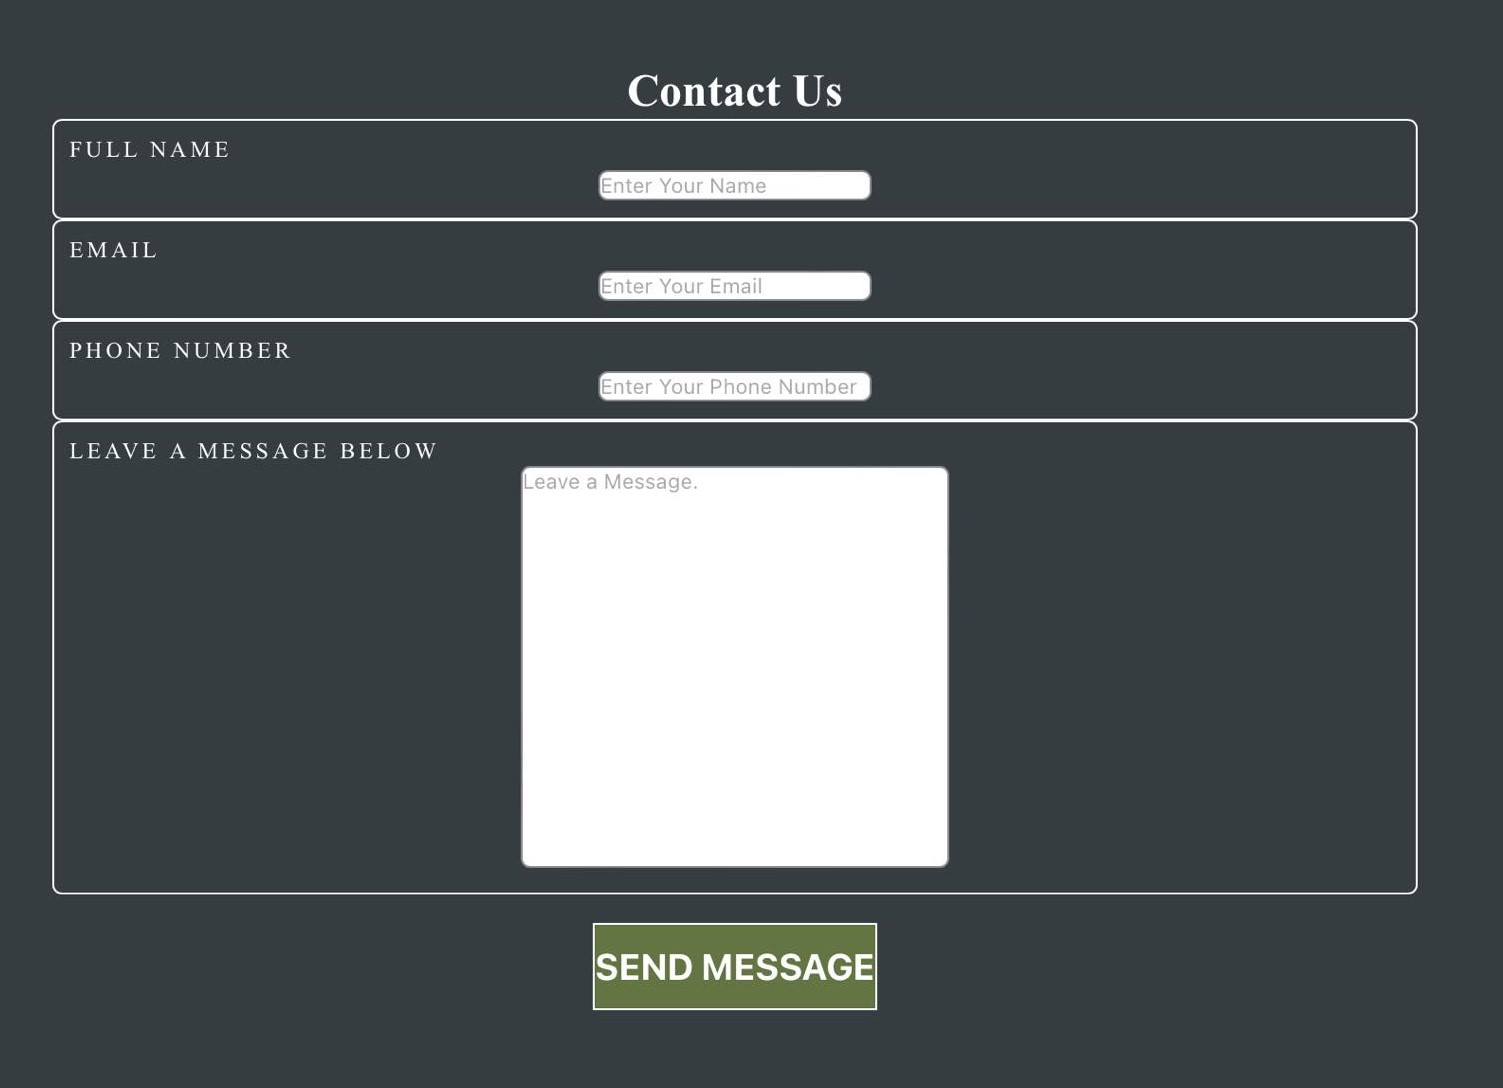 Contact Us
FULL NAME
Enter Your Name
EMAIL
Enter Your Email
PHONE NUMBER
Enter Your Phone Number
LEAVE A MESSAGE BELOW
Leave a Message.
SEND MESSAGE